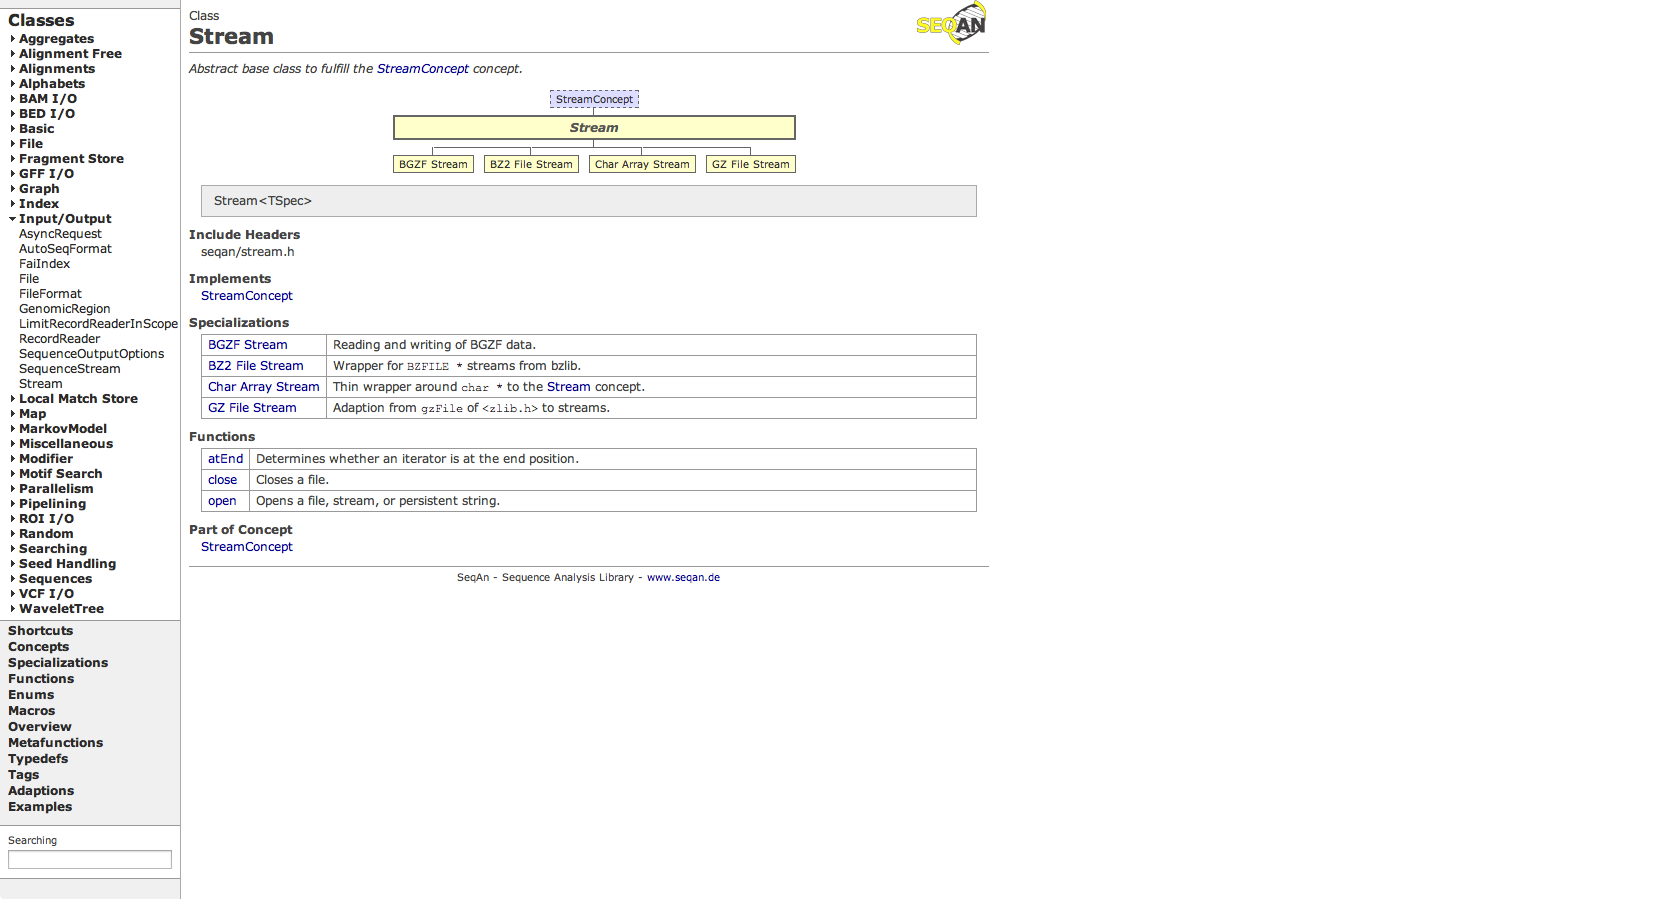 Classes
Aggregates
Alignment Free
Alignments
Alphabets
BAM I/O
BED I/O
Basic
File
Fragment Store
GFF I/O
Graph
Index
Input/Output
AsyncRequest
AutoSeqFormat
FaiIndex
File
FileFormat
GenomicRegion
LimitRecordReaderInScope
RecordReader
SequenceOutputOptions
SequenceStream
Stream
Local Match Store
Map
MarkovModel
Miscellaneous
Modifier
Motif Search
Parallelism
Pipelining
ROI I/O
Random
Searching
Seed Handling
Sequences
VCF I/O
WaveletTree
Shortcuts
Concepts
Specializations
Functions
Enums
Macros
Overview
Metafunctions
Typedefs
Tags
Adaptions
Examples
Searching
Class
Stream
SEQAN
Abstract base class to fulfill the StreamConcept concept.
StreamConcept
Stream
BGZF Stream BZ2 File Stream Char Array Stream GZ File Stream
Stream<TSpec>
Include Headers
seqan/stream.h
Implements
StreamConcept
Specializations
BGZF Stream Reading and writing of BGZF data.
BZ2 File Stream Wrapper for BZFILE * streams from bzlib.
Char Array Stream Thin wrapper around char * to the Stream concept.
GZ File Stream Adaption from gzFile of <zlib.h> to streams.
Functions
atEnd Determines whether an iterator is at the end position.
close Closes a file.
open Opens a file, stream, or persistent string.
Part of Concept
StreamConcept
SeqAn - Sequence Analysis Library - www.seqan.de